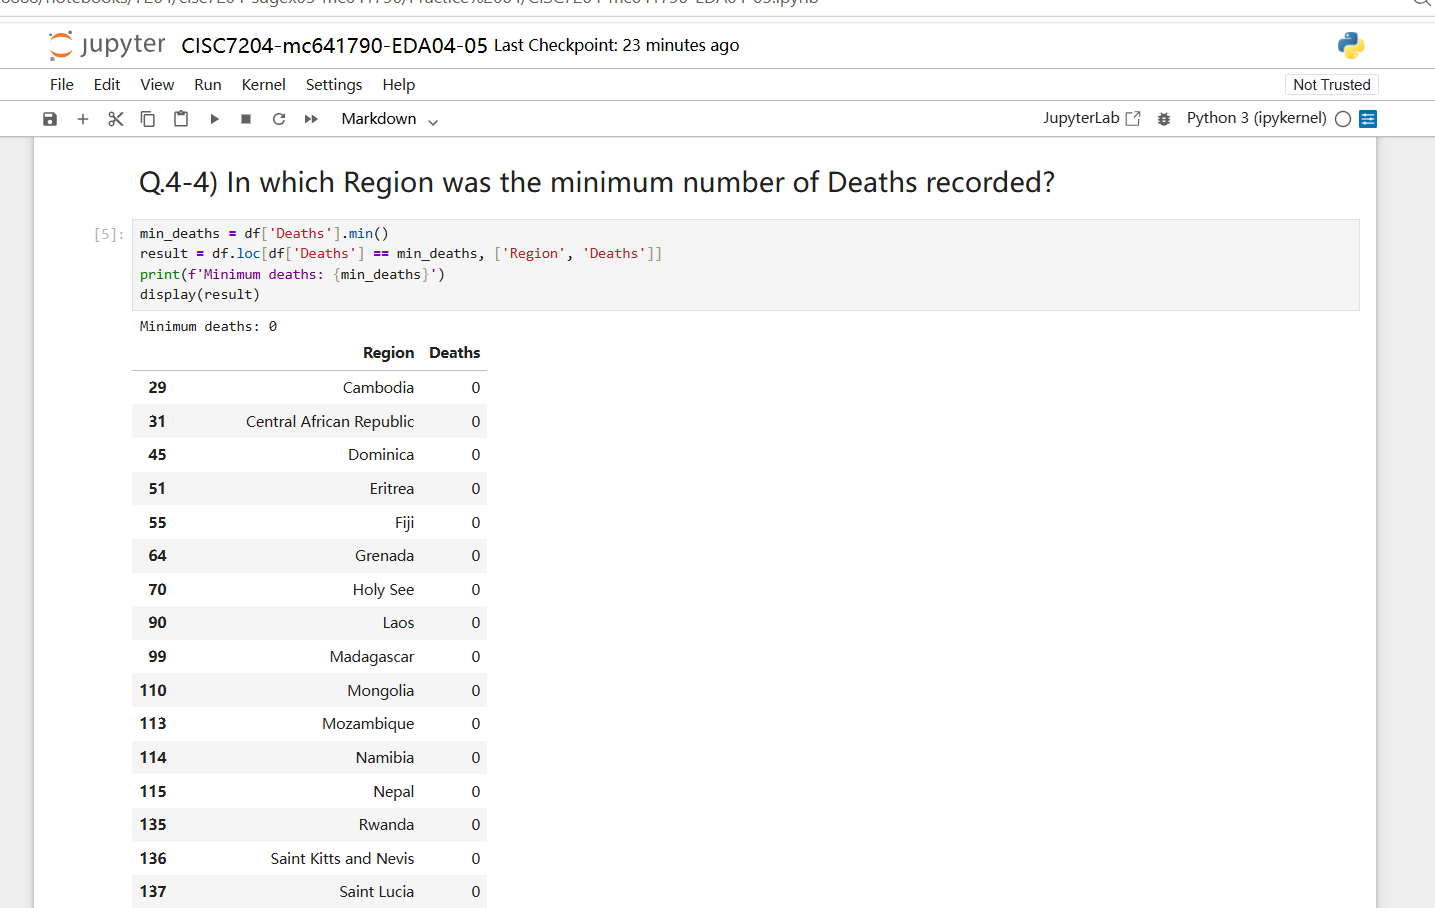 jupyter CISC7204-mc641790-EDA04-05 Last Checkpoint: 23 minutes ago
File Edit View Run Kernel Settings Help Not Trusted
Markdown JupyterLab Python 3 (ipykernel)
Q.4-4) In which Region was the minimum number of Deaths recorded?
[5]: min_deaths = df['Deaths'].min()
result = df.loc[df['Deaths'] == min_deaths, ['Region', 'Deaths']]
print(f'Minimum deaths: {min_deaths}')
display(result)
Minimum deaths: 0
Region Deaths
29 Cambodia 0
31 Central African Republic 0
45 Dominica 0
51 Eritrea 0
55 Fiji 0
64 Grenada 0
70 Holy See 0
90 Laos 0
99 Madagascar 0
110 Mongolia 0
113 Mozambique 0
114 Namibia 0
115 Nepal 0
135 Rwanda 0
136 Saint Kitts and Nevis 0
137 Saint Lucia 0